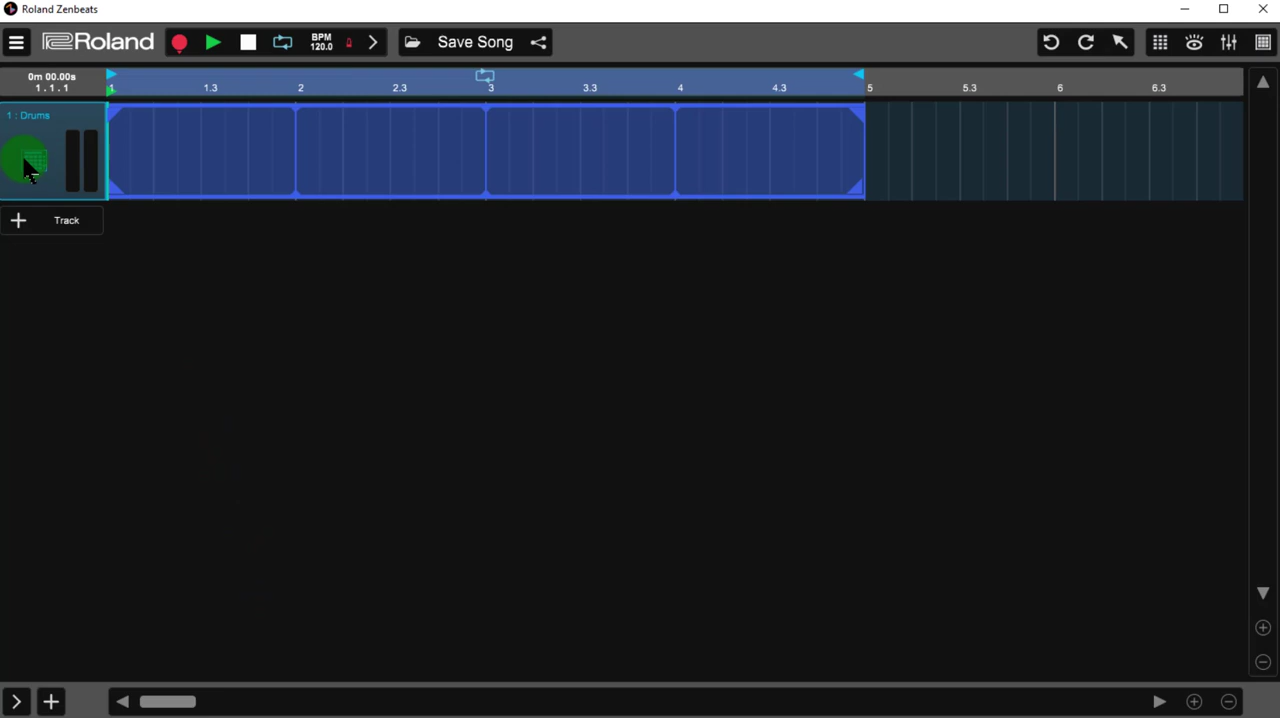 Roland Zenbeats
Roland
BPM
120.0
Save Song
0m 00.00s
1.1.1
1 1.3 2 2.3 3 3.3 4 4.3 5 5.3 6 6.3
1 : Drums
Track